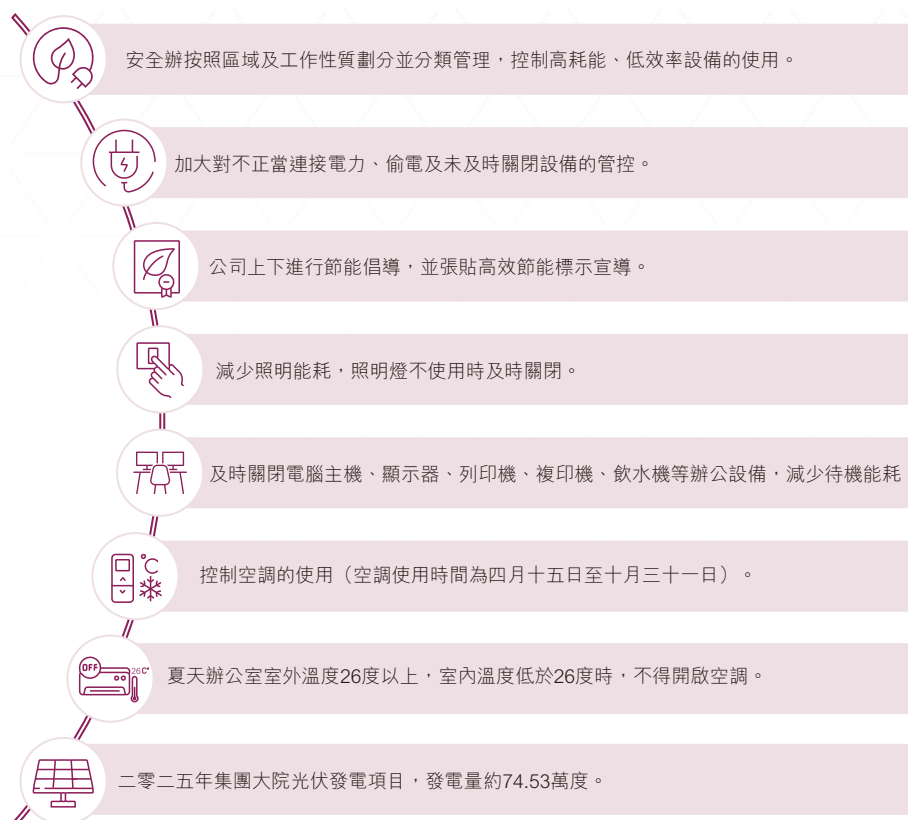 安全辦按照區域及工作性質劃分並分類管理，控制高耗能、低效率設備的使用。
加大對不正當連接電力、偷電及未及時關閉設備的管控。
公司上下進行節能倡導，並張貼高效節能標示宣導。
減少照明能耗，照明燈不使用時及時關閉。
及時關閉電腦主機、顯示器、列印機、複印機、飲水機等辦公設備，減少待機能耗
°C
控制空調的使用（空調使用時間為四月十五日至十月三十一日）。
OFF
26C°
夏天辦公室室外溫度26度以上，室內溫度低於26度時，不得開啟空調。
二零二五年集團大院光伏發電項目，發電量約74.53萬度。